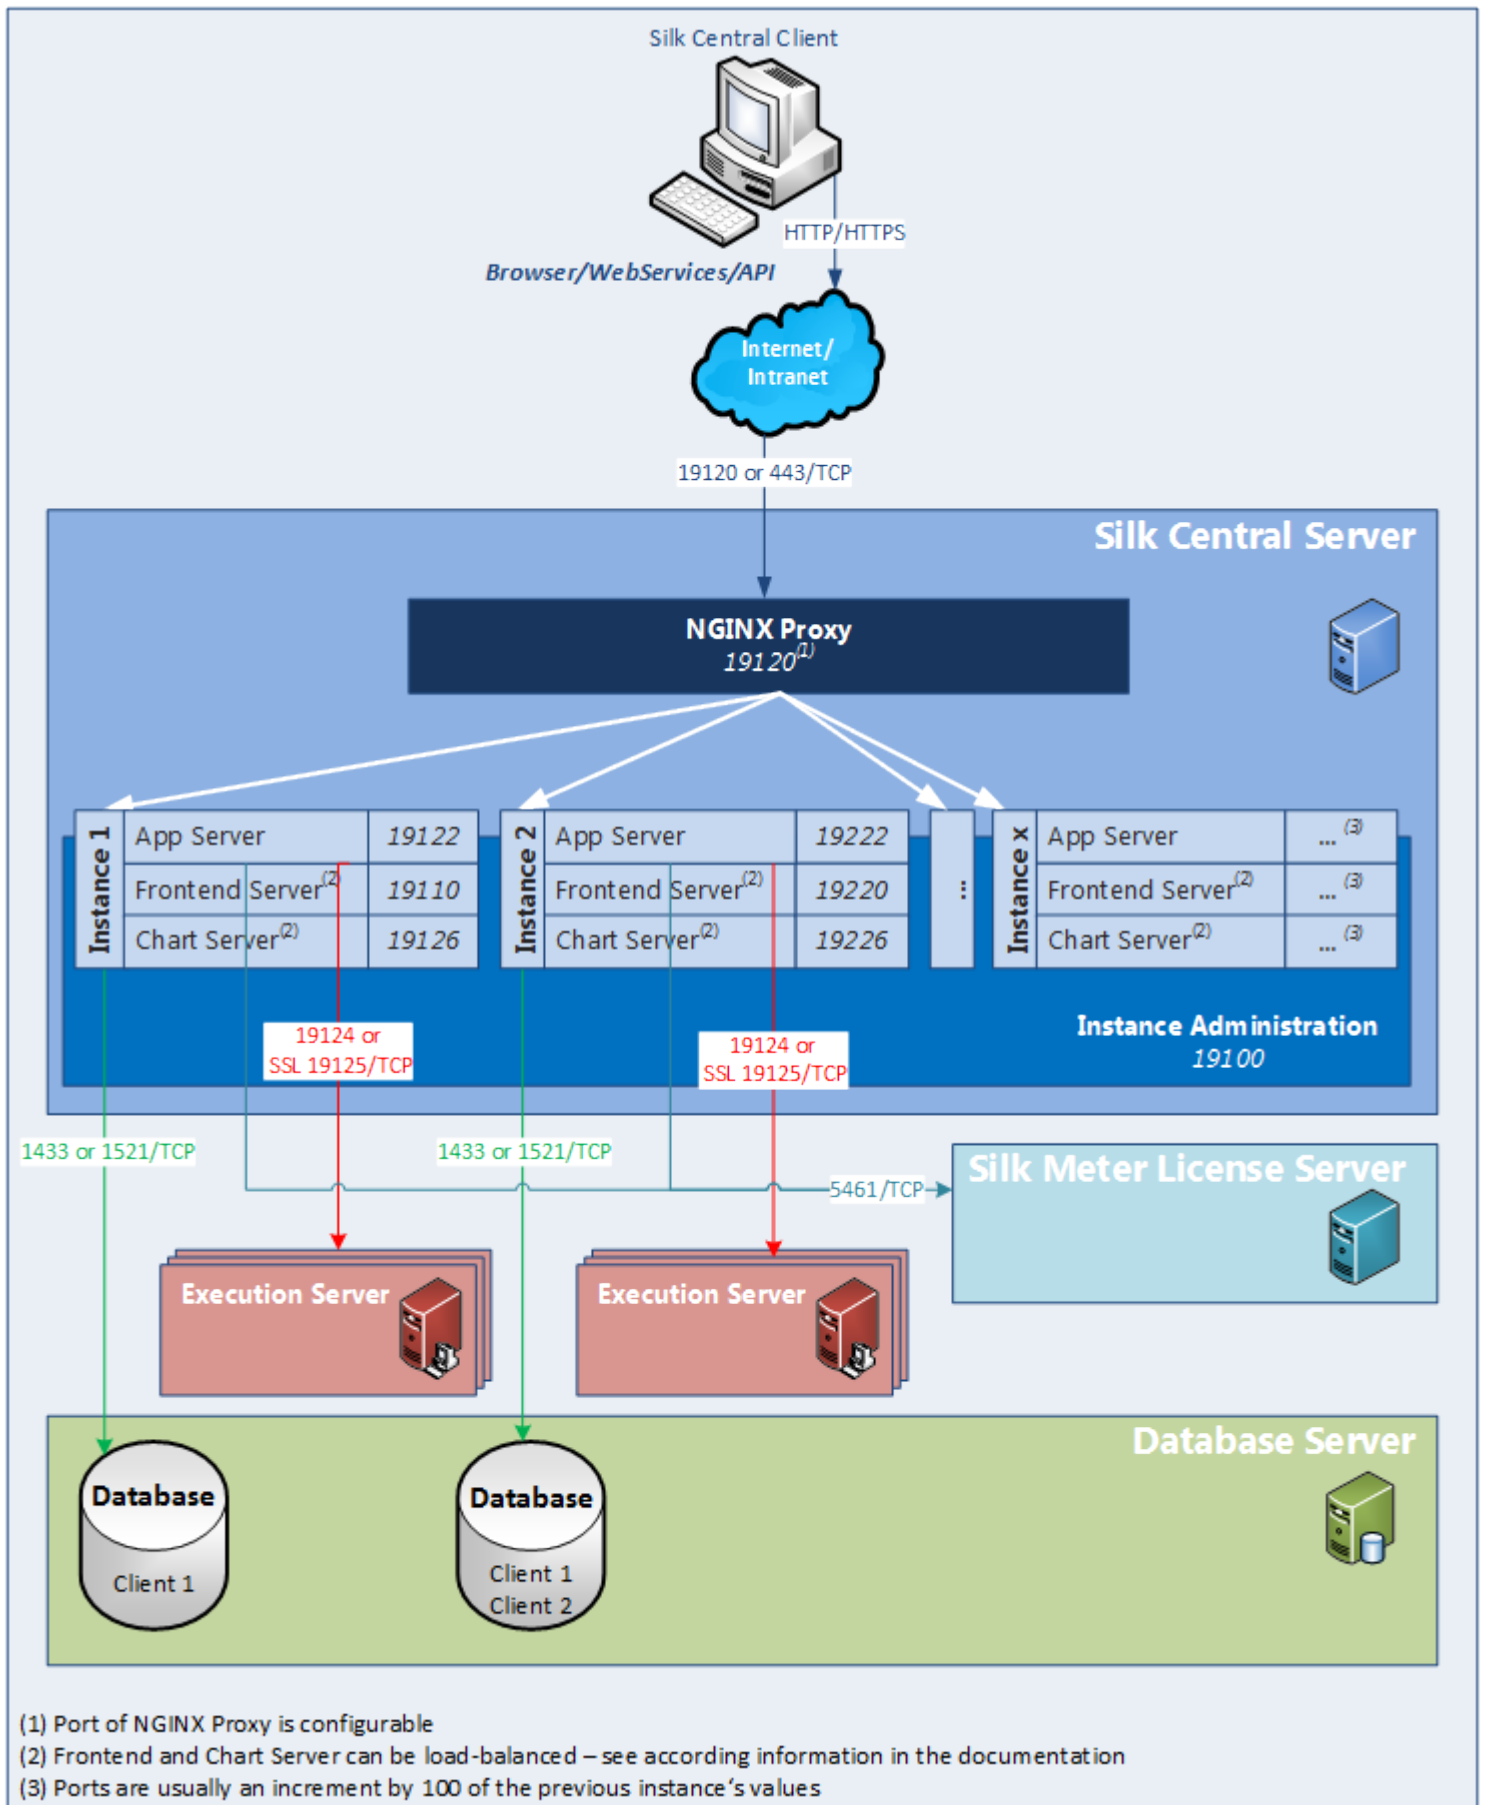 Silk Central Client
HTTP/HTTPS
Browser/WebServices/API
Internet/
Intranet
19120 or 443/TCP
Silk Central Server
NGINX Proxy
19120(1)
Instance 1
App Server 19122
Frontend Server(2) 19110
Chart Server(2) 19126
Instance 2
App Server 19222
Frontend Server(2) 19220
Chart Server(2) 19226
...
Instance x
App Server ... (3)
Frontend Server(2) ... (3)
Chart Server(2) ... (3)
Instance Administration
19100
19124 or
SSL 19125/TCP
19124 or
SSL 19125/TCP
1433 or 1521/TCP
1433 or 1521/TCP
5461/TCP
Silk Meter License Server
Execution Server
Execution Server
Database Server
Database
Client 1
Database
Client 1
Client 2
(1) Port of NGINX Proxy is configurable
(2) Frontend and Chart Server can be load-balanced – see according information in the documentation
(3) Ports are usually an increment by 100 of the previous instance‘s values